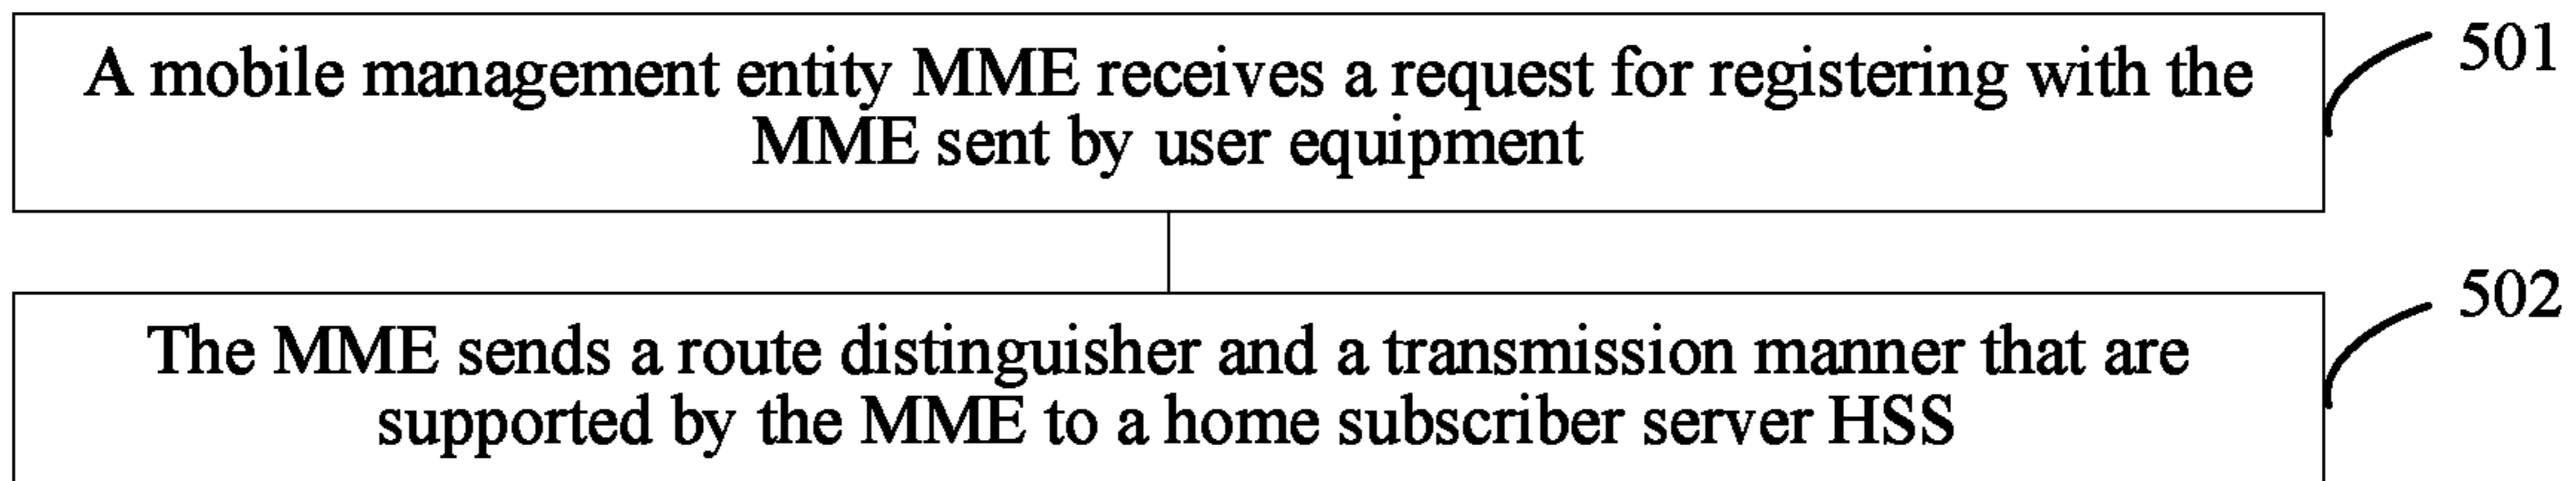 A mobile management entity MME receives a request for registering with the
MME sent by user equipment
501
The MME sends a route distinguisher and a transmission manner that are
supported by the MME to a home subscriber server HSS
502